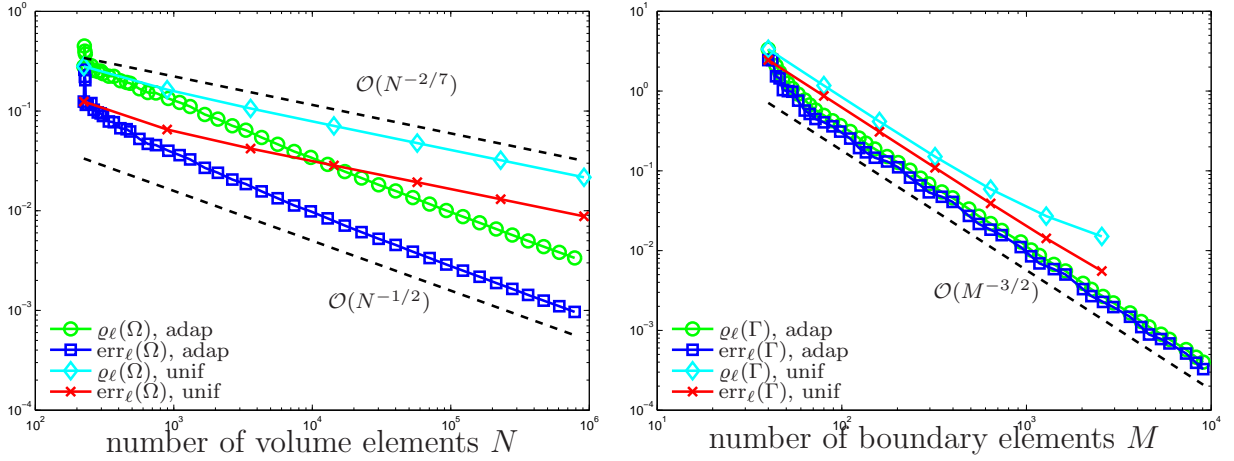 10^0
10^{-1}
10^{-2}
10^{-3}
10^{-4}
10^2
10^3
10^4
10^5
10^6
O(N^{-2/7})
O(N^{-1/2})
ϱ_ℓ(Ω), adap
err_ℓ(Ω), adap
ϱ_ℓ(Ω), unif
err_ℓ(Ω), unif
number of volume elements N
10^1
10^0
10^{-1}
10^{-2}
10^{-3}
10^{-4}
10^1
10^2
10^3
10^4
O(M^{-3/2})
ϱ_ℓ(Γ), adap
err_ℓ(Γ), adap
ϱ_ℓ(Γ), unif
err_ℓ(Γ), unif
number of boundary elements M